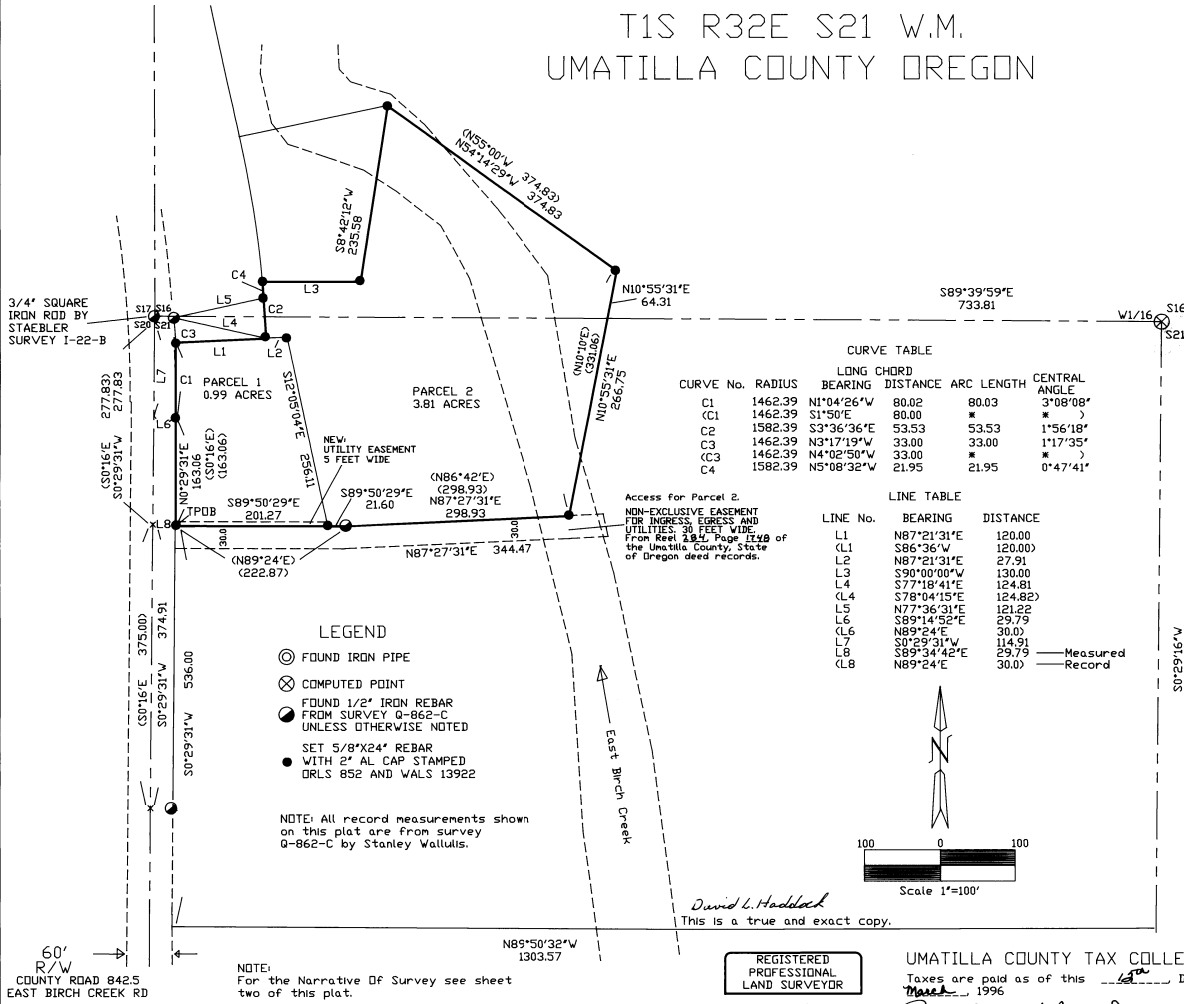 T1S R32E S21 W.M.
UMATILLA COUNTY OREGON
(N55°00'W 374.83)
N54°14'29"W 374.83
S8°42'12"W
235.58
C4
L3
L5
C2
L4
C3
L1
L2
3/4" SQUARE
IRON ROD BY
STAEBLER
SURVEY I-22-B
S17 S16
S20 S21
N10°55'31"E
64.31
S89°39'59"E
733.81
W1/16
S16
S21
(N10°10'E)
(331.06)
N10°55'31"E
266.75
L7
C1
L6
L8
277.83)
277.83
(S0°16'E
S0°29'31"W
PARCEL 1
0.99 ACRES
PARCEL 2
3.81 ACRES
S12°05'04"E 256.11
N0°29'31"E
163.06
(S0°16'E)
(163.06)
NEW:
UTILITY EASEMENT
5 FEET WIDE
TPOB
S89°50'29"E
201.27
S89°50'29"E
21.60
(N86°42'E)
(298.93)
N87°27'31"E
298.93
30.0
30.0
(N89°24'E)
(222.87)
N87°27'31"E 344.47
Access for Parcel 2.
NON-EXCLUSIVE EASEMENT
FOR INGRESS, EGRESS AND
UTILITIES. 30 FEET WIDE.
From Reel 284, Page 1748 of
the Umatilla County, State
of Oregon deed records.
CURVE TABLE
LONG CHORD
CURVE No. RADIUS BEARING DISTANCE ARC LENGTH CENTRAL ANGLE
C1 1462.39 N1°04'26"W 80.02 80.03 3°08'08"
(C1 1462.39 S1°50'E 80.00 * * )
C2 1582.39 S3°36'36"E 53.53 53.53 1°56'18"
C3 1462.39 N3°17'19"W 33.00 33.00 1°17'35"
(C3 1462.39 N4°02'50"W 33.00 * * )
C4 1582.39 N5°08'32"W 21.95 21.95 0°47'41"
LINE TABLE
LINE No. BEARING DISTANCE
L1 N87°21'31"E 120.00
(L1 S86°36'W 120.00)
L2 N87°21'31"E 27.91
L3 S90°00'00"W 130.00
L4 S77°18'41"E 124.81
(L4 S78°04'15"E 124.82)
L5 N77°36'31"E 121.22
L6 S89°14'52"E 29.79
(L6 N89°24'E 30.0)
L7 S0°29'31"W 114.91
L8 S89°34'42"E 29.79 Measured
(L8 N89°24'E 30.0) Record
(S0°16'E 375.00)
S0°29'31"W 374.91
S0°29'31"W 536.00
LEGEND
FOUND IRON PIPE
COMPUTED POINT
FOUND 1/2" IRON REBAR
FROM SURVEY Q-862-C
UNLESS OTHERWISE NOTED
SET 5/8"X24" REBAR
WITH 2" AL CAP STAMPED
ORLS 852 AND WALS 13922
NOTE: All record measurements shown
on this plat are from survey
Q-862-C by Stanley Wallulis.
East Birch Creek
S0°29'16"W
N
100 0 100
Scale 1"=100'
David L. Haddock
This is a true and exact copy.
N89°50'32"W
1303.57
60'
R/W
COUNTY ROAD 842.5
EAST BIRCH CREEK RD
NOTE:
For the Narrative Of Survey see sheet
two of this plat.
REGISTERED
PROFESSIONAL
LAND SURVEYOR
UMATILLA COUNTY TAX COLLE
Taxes are paid as of this
March, 1996